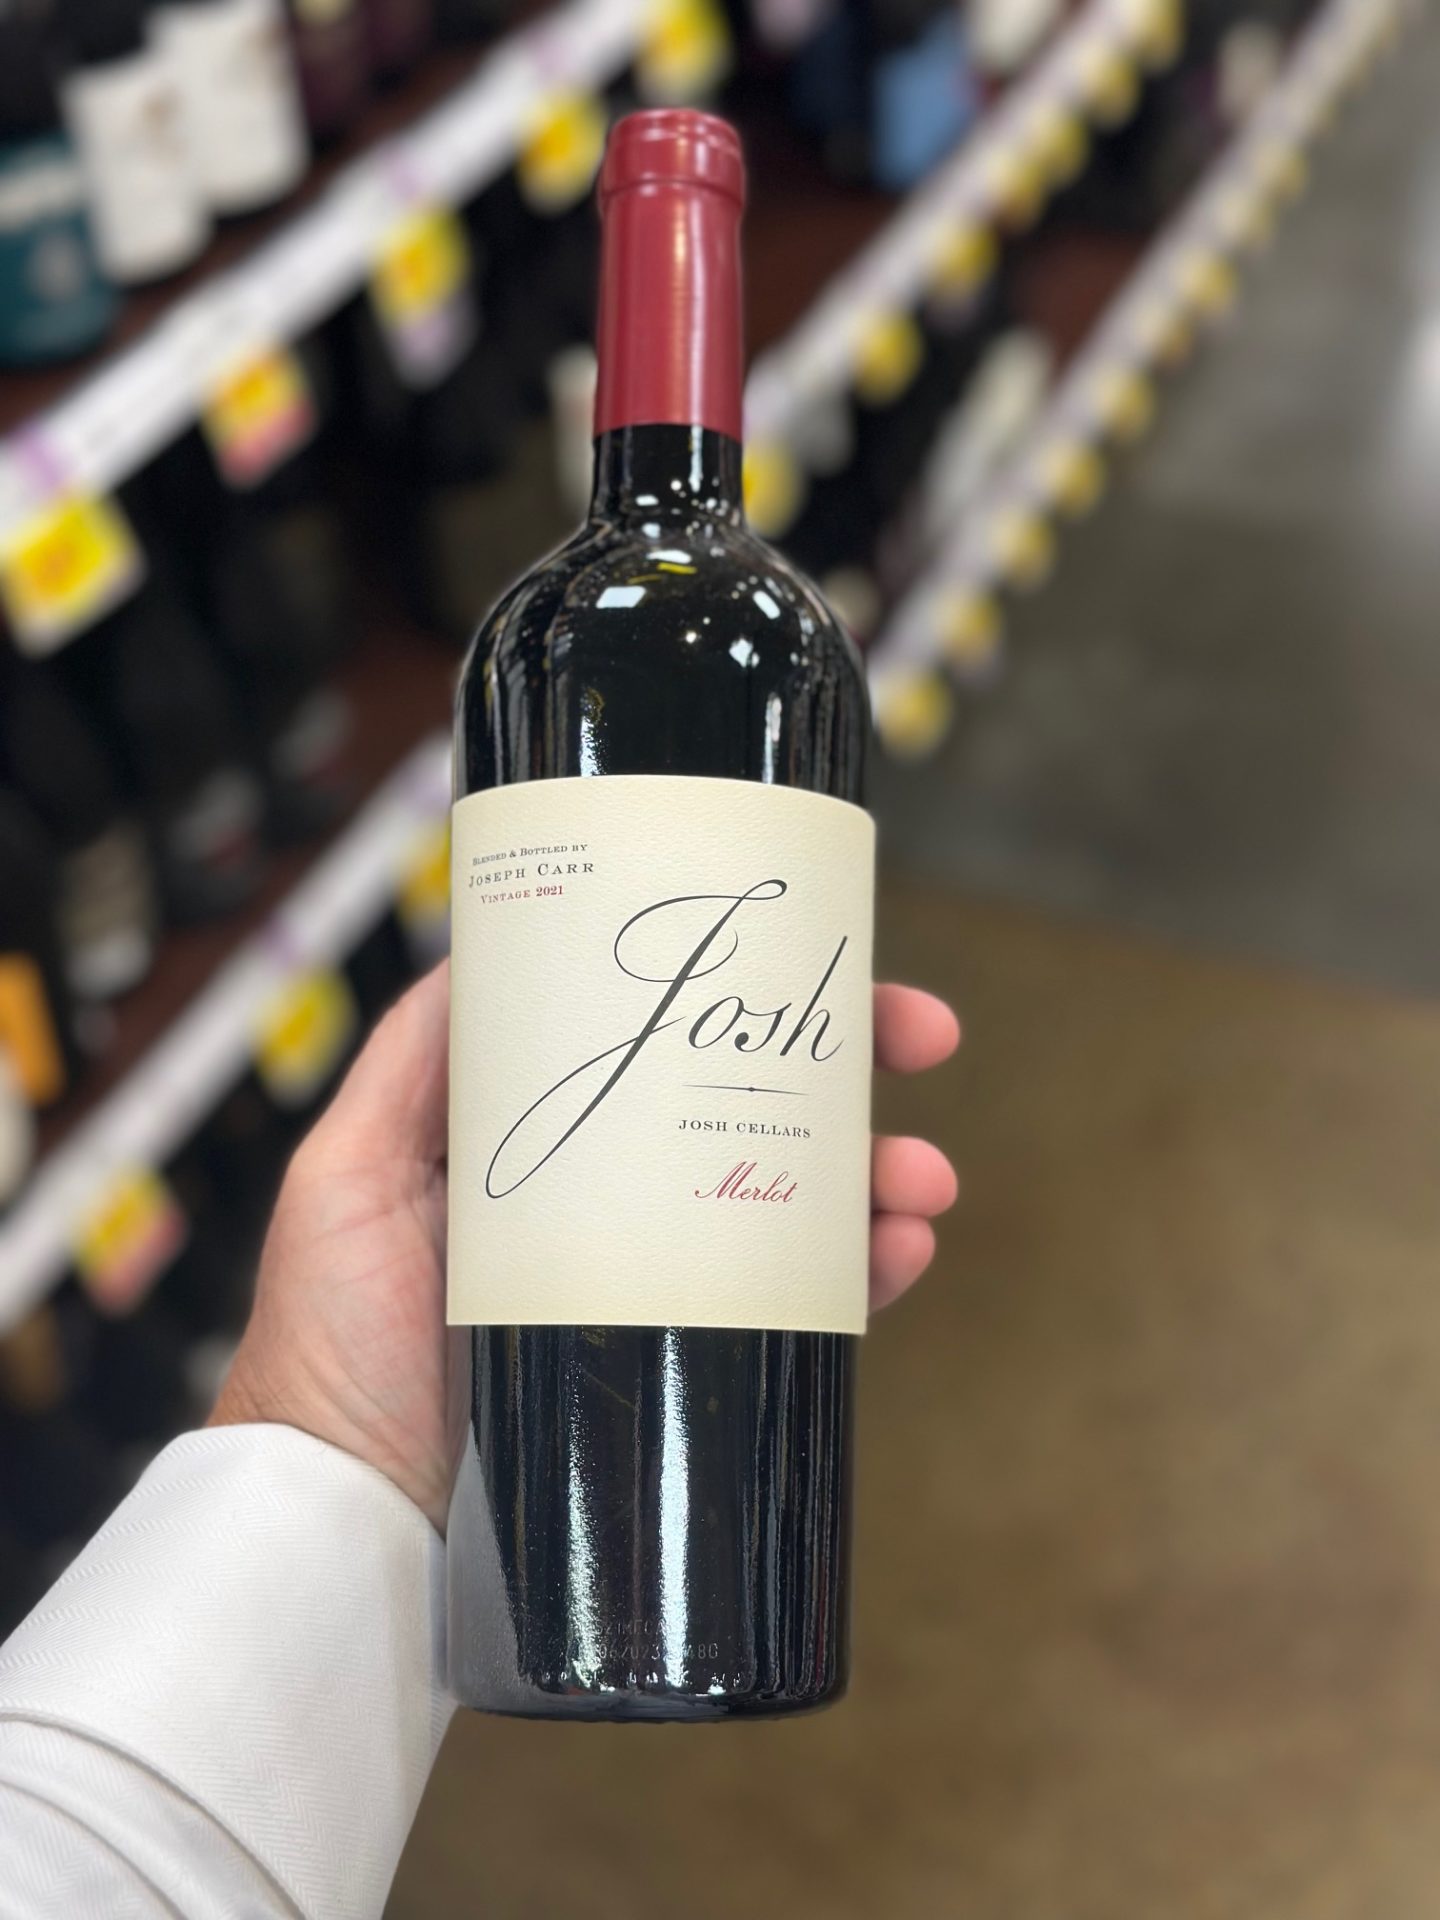 Blended & Bottled by
Joseph Carr
Vintage 2021
Josh
JOSH CELLARS
Merlot